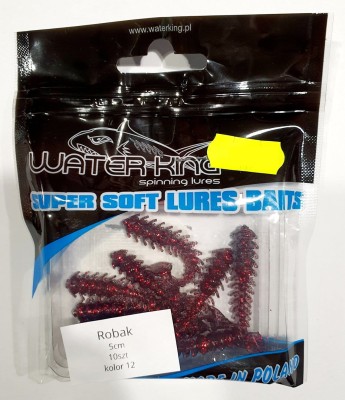 www.waterking.pl
WATER-KING
spinning lures
SUPER SOFT LURES BAITS
Robak
5cm
10szt
kolor 12
MADE IN POLAND